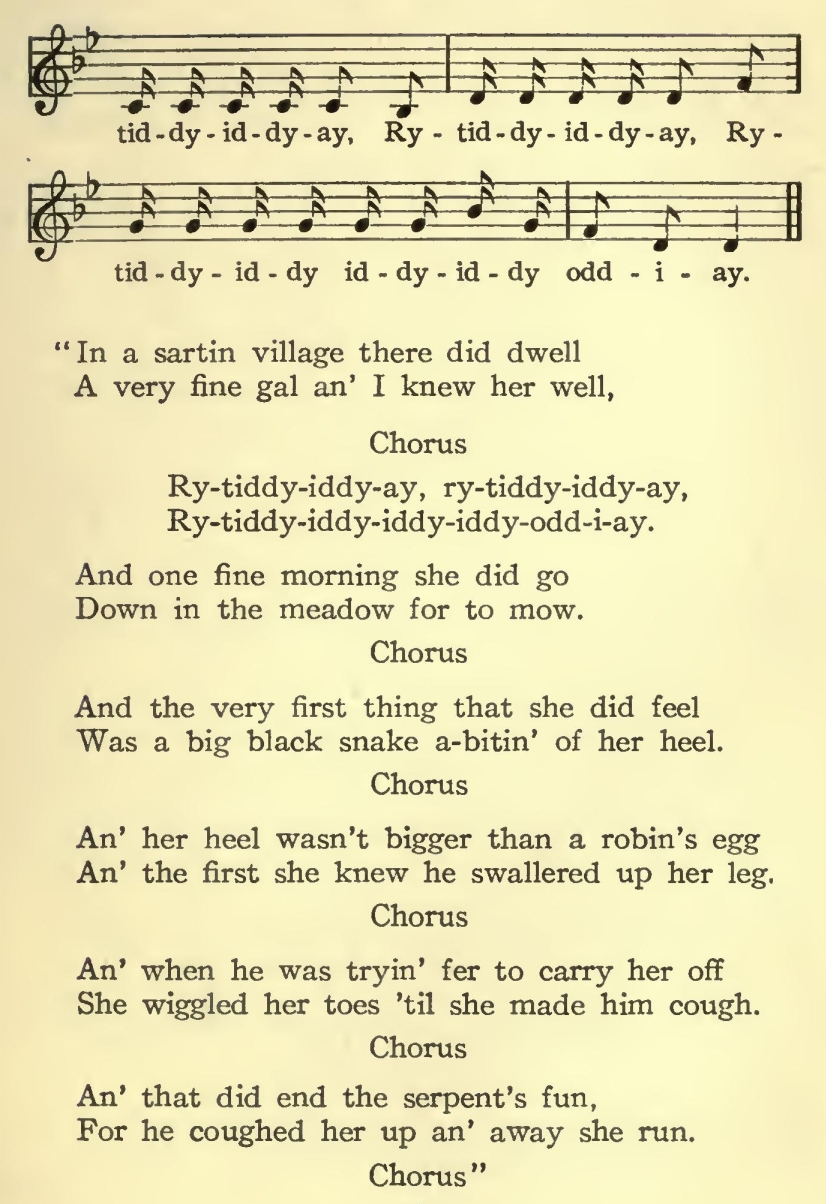 tid-dy-id-dy-ay, Ry - tid-dy-id-dy-ay, Ry -
tid-dy - id - dy id - dy - id - dy odd - i - ay.
“In a sartin village there did dwell
A very fine gal an’ I knew her well,
Chorus
Ry-tiddy-iddy-ay, ry-tiddy-iddy-ay,
Ry-tiddy-iddy-iddy-iddy-odd-i-ay.
And one fine morning she did go
Down in the meadow for to mow.
Chorus
And the very first thing that she did feel
Was a big black snake a-bitin’ of her heel.
Chorus
An’ her heel wasn’t bigger than a robin’s egg
An’ the first she knew he swallered up her leg.
Chorus
An’ when he was tryin’ fer to carry her off
She wiggled her toes ’til she made him cough.
Chorus
An’ that did end the serpent’s fun,
For he coughed her up an’ away she run.
Chorus”